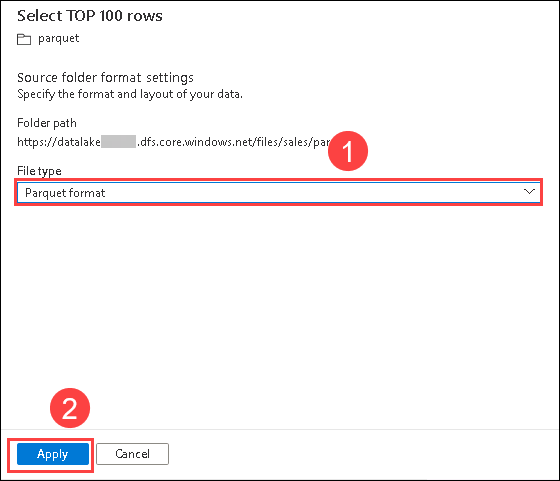 Select TOP 100 rows
parquet
Source folder format settings
Specify the format and layout of your data.
Folder path
https://datalake .dfs.core.windows.net/files/sales/par
1
File type
Parquet format
2
Apply Cancel